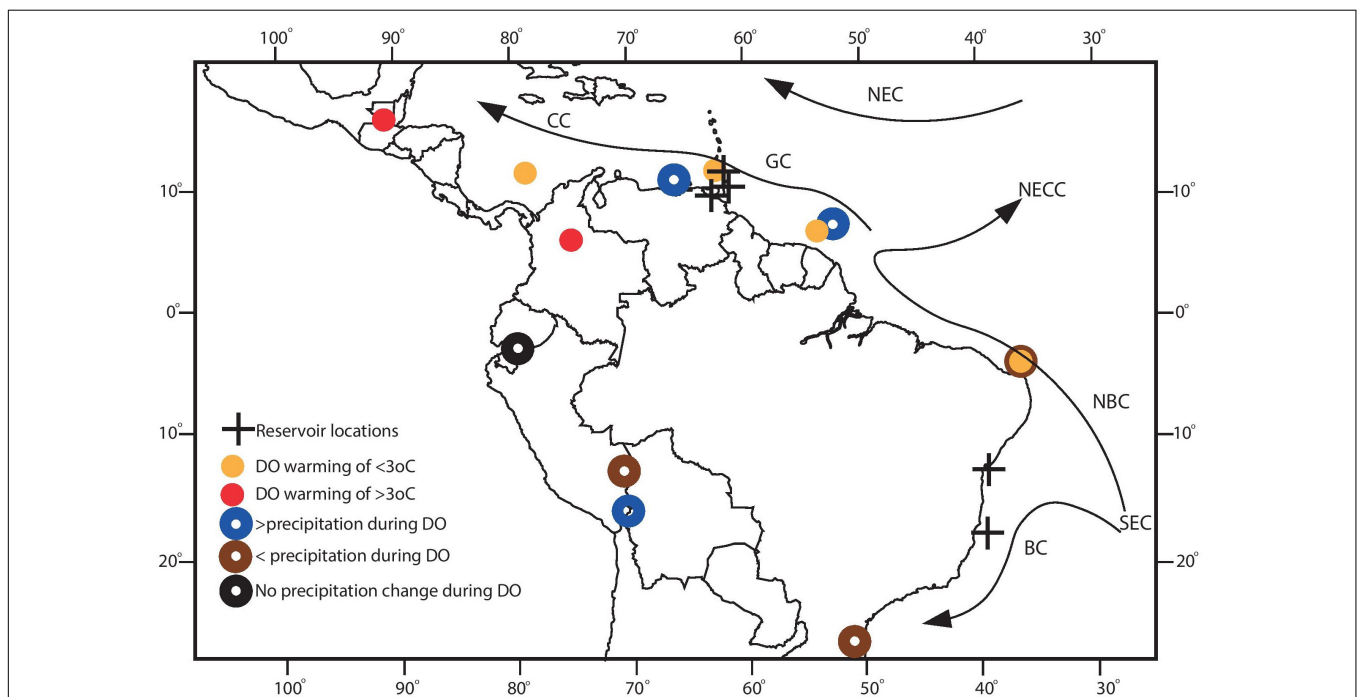 100° 90° 80° 70° 60° 50° 40° 30°
NEC
CC
GC
10° NECC 10°
0° 0°
NBC
10° 10°
Reservoir locations
DO warming of <3oC
DO warming of >3oC
>precipitation during DO
SEC
BC
< precipitation during DO
20° 20°
No precipitation change during DO
100° 90° 80° 70° 60° 50° 40° 30°